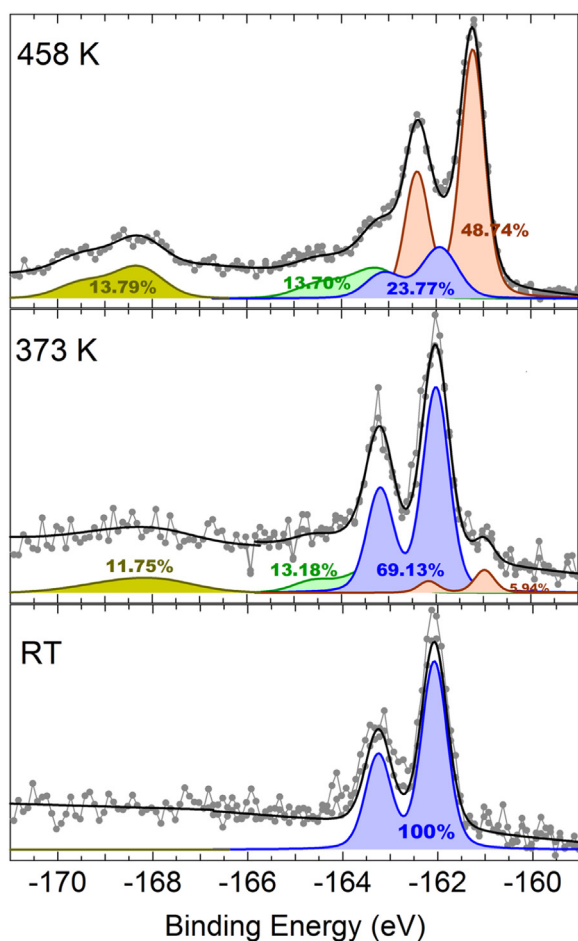 458 K
48.74%
13.79%
13.70%
23.77%
373 K
11.75%
13.18%
69.13%
5.94%
RT
100%
-170 -168 -166 -164 -162 -160
Binding Energy (eV)